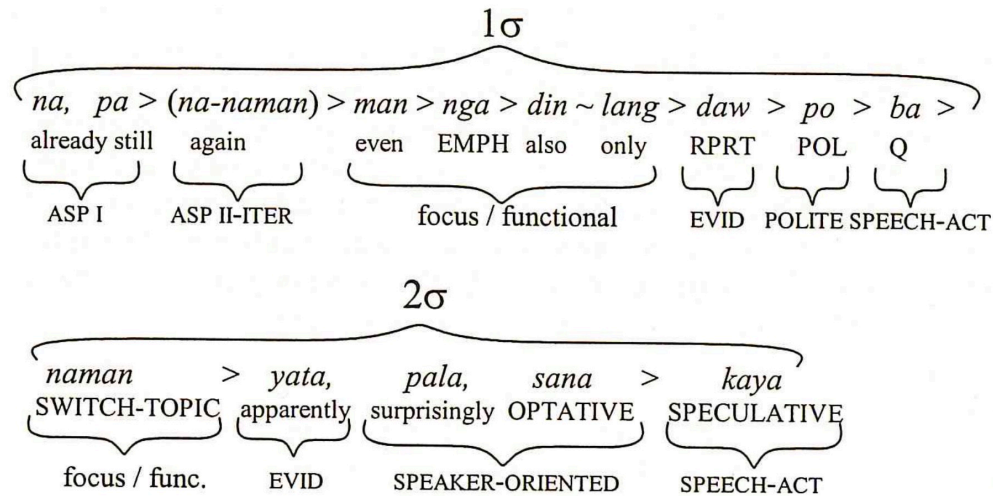 1σ
na, pa > (na-naman) > man > nga > din ~ lang > daw > po > ba >
already still again even EMPH also only RPRT POL Q
ASP I ASP II-ITER focus / functional EVID POLITE SPEECH-ACT
2σ
naman > yata, pala, sana > kaya
SWITCH-TOPIC apparently surprisingly OPTATIVE SPECULATIVE
focus / func. EVID SPEAKER-ORIENTED SPEECH-ACT